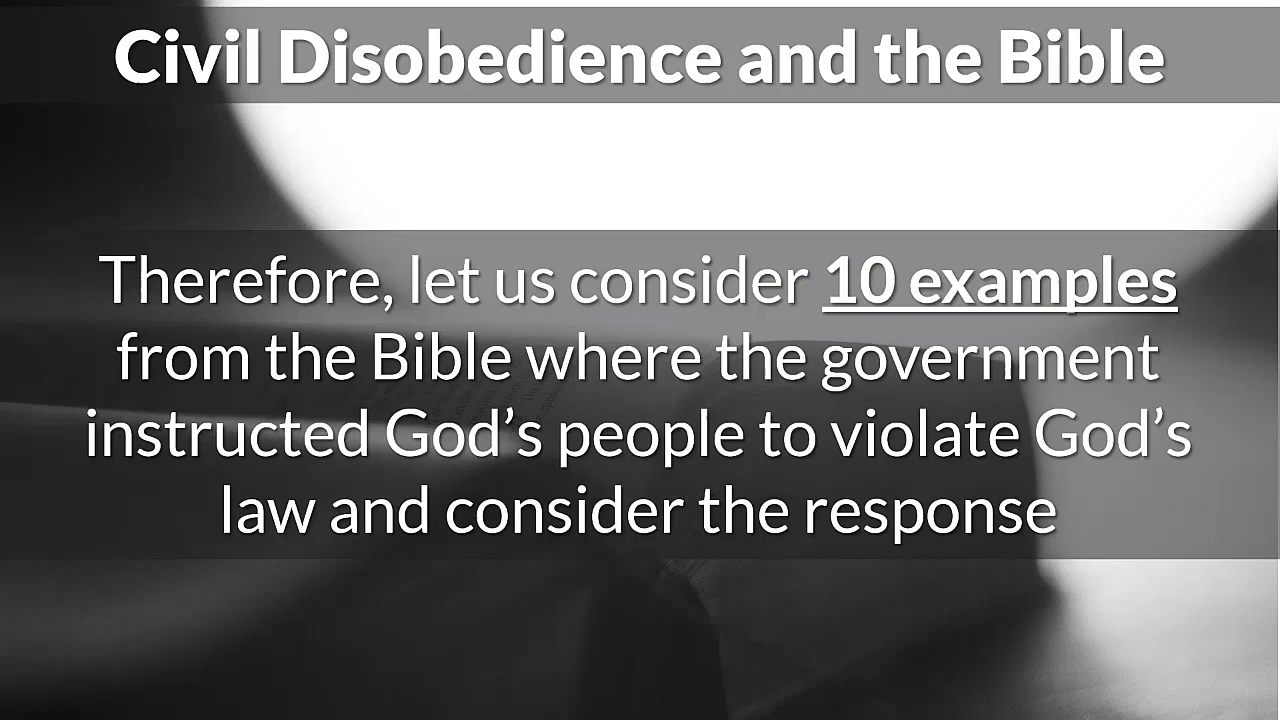 Civil Disobedience and the Bible
Therefore, let us consider 10 examples
from the Bible where the government
instructed God’s people to violate God’s
law and consider the response